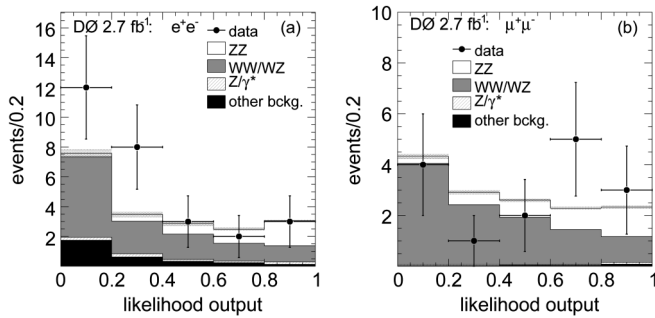 DØ 2.7 fb⁻¹: e⁺e⁻ (a)
data
ZZ
WW/WZ
Z/γ*
other bckg.
events/0.2
16
14
12
10
8
6
4
2
0 0.2 0.4 0.6 0.8 1
likelihood output
DØ 2.7 fb⁻¹: μ⁺μ⁻ (b)
data
ZZ
WW/WZ
Z/γ*
other bckg.
events/0.2
10
8
6
4
2
0 0.2 0.4 0.6 0.8 1
likelihood output